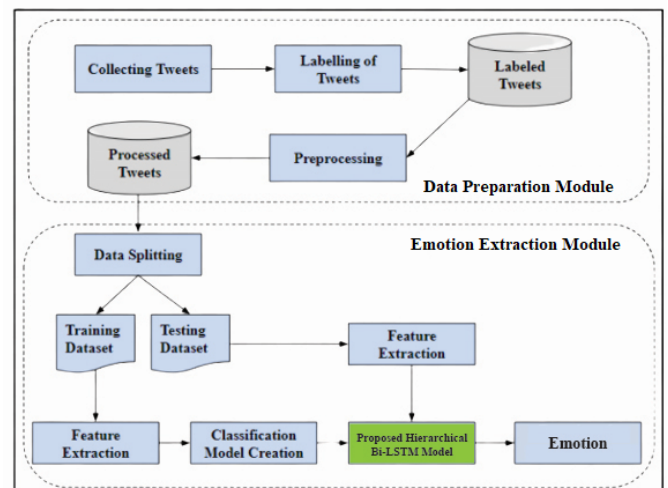 Collecting Tweets
Labelling of
Tweets
Labeled
Tweets
Processed
Tweets
Preprocessing
Data Preparation Module
Emotion Extraction Module
Data Splitting
Training
Dataset
Testing
Dataset
Feature
Extraction
Feature
Extraction
Classification
Model Creation
Proposed Hierarchical
Bi-LSTM Model
Emotion